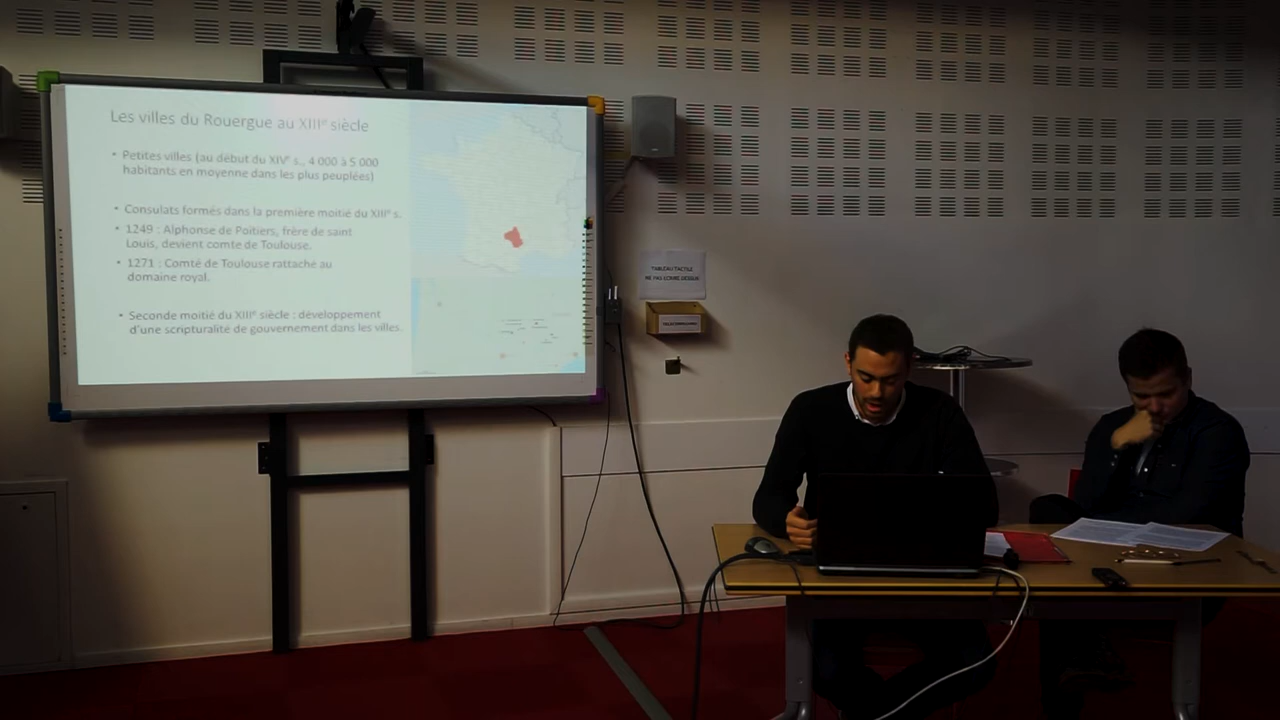 Les villes du Rouergue au XIIIe siècle
• Petites villes (au début du XIVe s., 4 000 à 5 000
habitants en moyenne dans les plus peuplées)
• Consulats formés dans la première moitié du XIIIe s.
• 1249 : Alphonse de Poitiers, frère de saint
Louis, devient comte de Toulouse.
• 1271 : Comté de Toulouse rattaché au
domaine royal.
• Seconde moitié du XIIIe siècle : développement
d'une scripturalité de gouvernement dans les villes.
TABLEAU TACTILE
NE PAS ECRIRE DESSUS